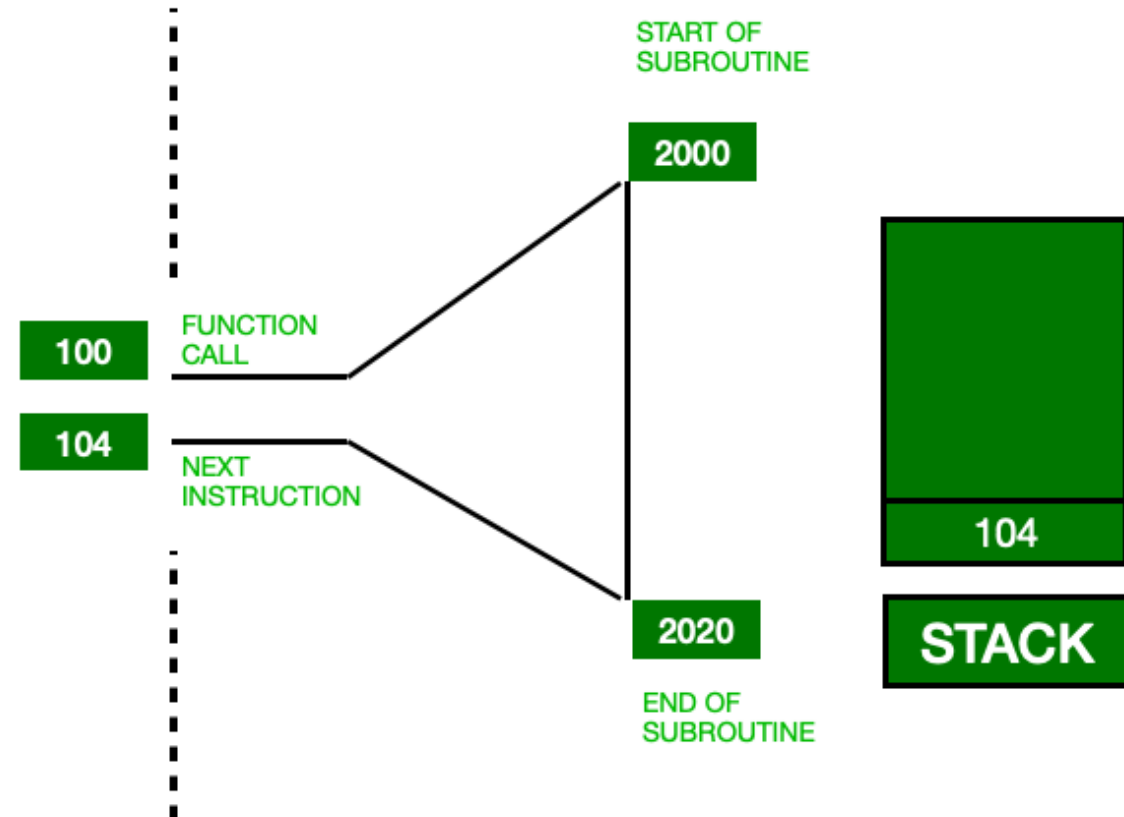 START OF
SUBROUTINE
2000
FUNCTION
CALL
100
104
NEXT
INSTRUCTION
104
2020
STACK
END OF
SUBROUTINE